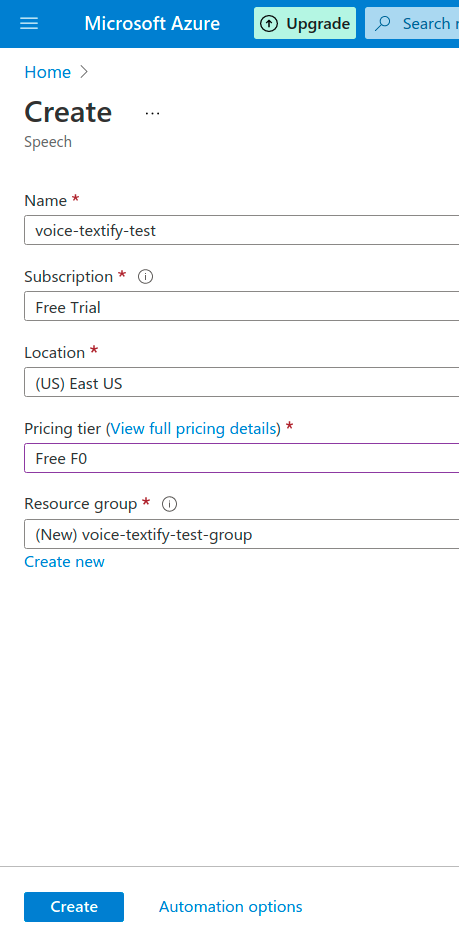 Microsoft Azure Upgrade Search
Home
Create ...
Speech
Name *
voice-textify-test
Subscription *
Free Trial
Location *
(US) East US
Pricing tier (View full pricing details) *
Free F0
Resource group *
(New) voice-textify-test-group
Create new
Create Automation options